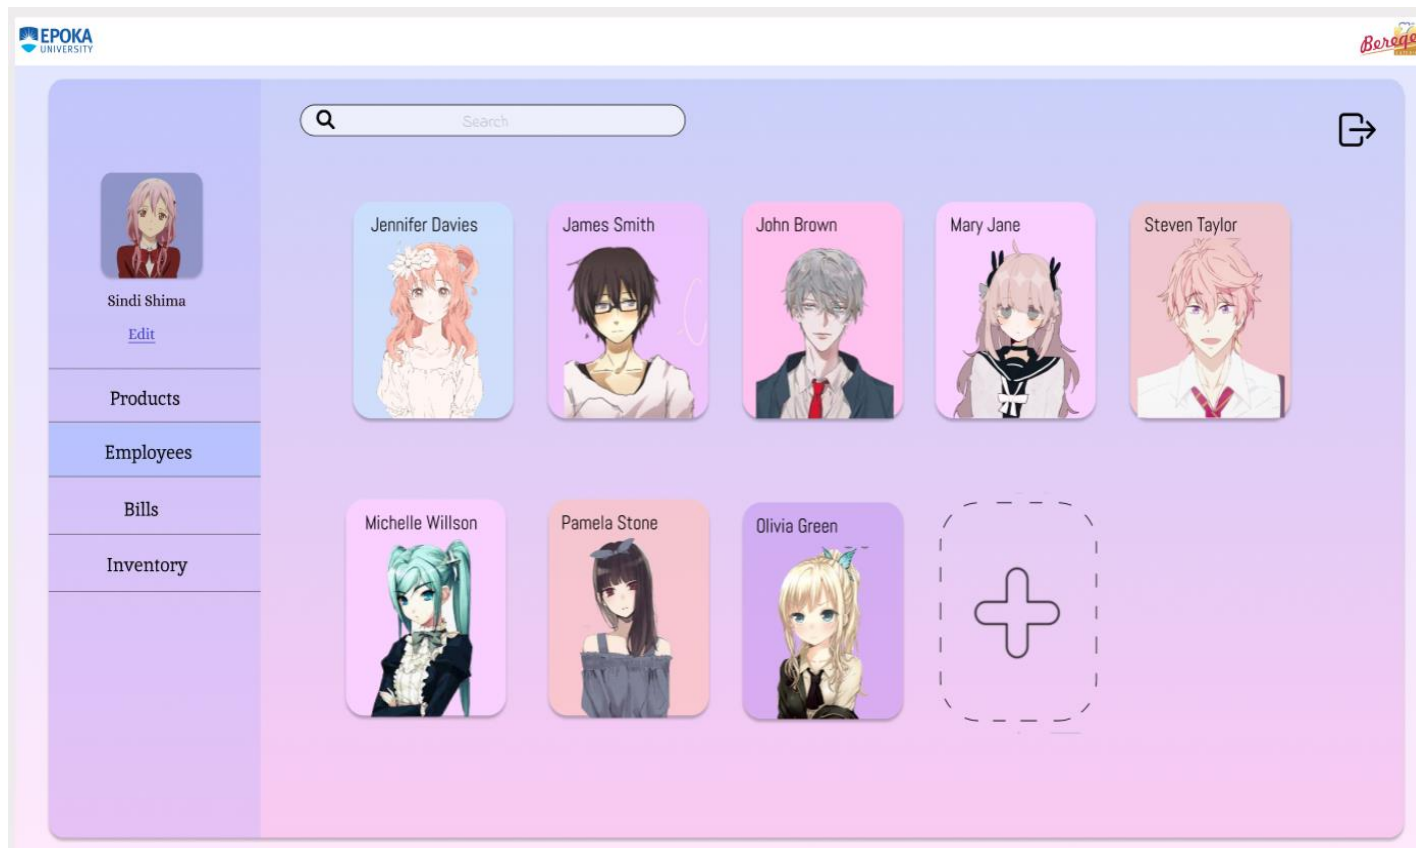 EPOKA
UNIVERSITY
Search
Sindi Shima
Edit
Products
Employees
Bills
Inventory
Jennifer Davies
James Smith
John Brown
Mary Jane
Steven Taylor
Michelle Willson
Pamela Stone
Olivia Green